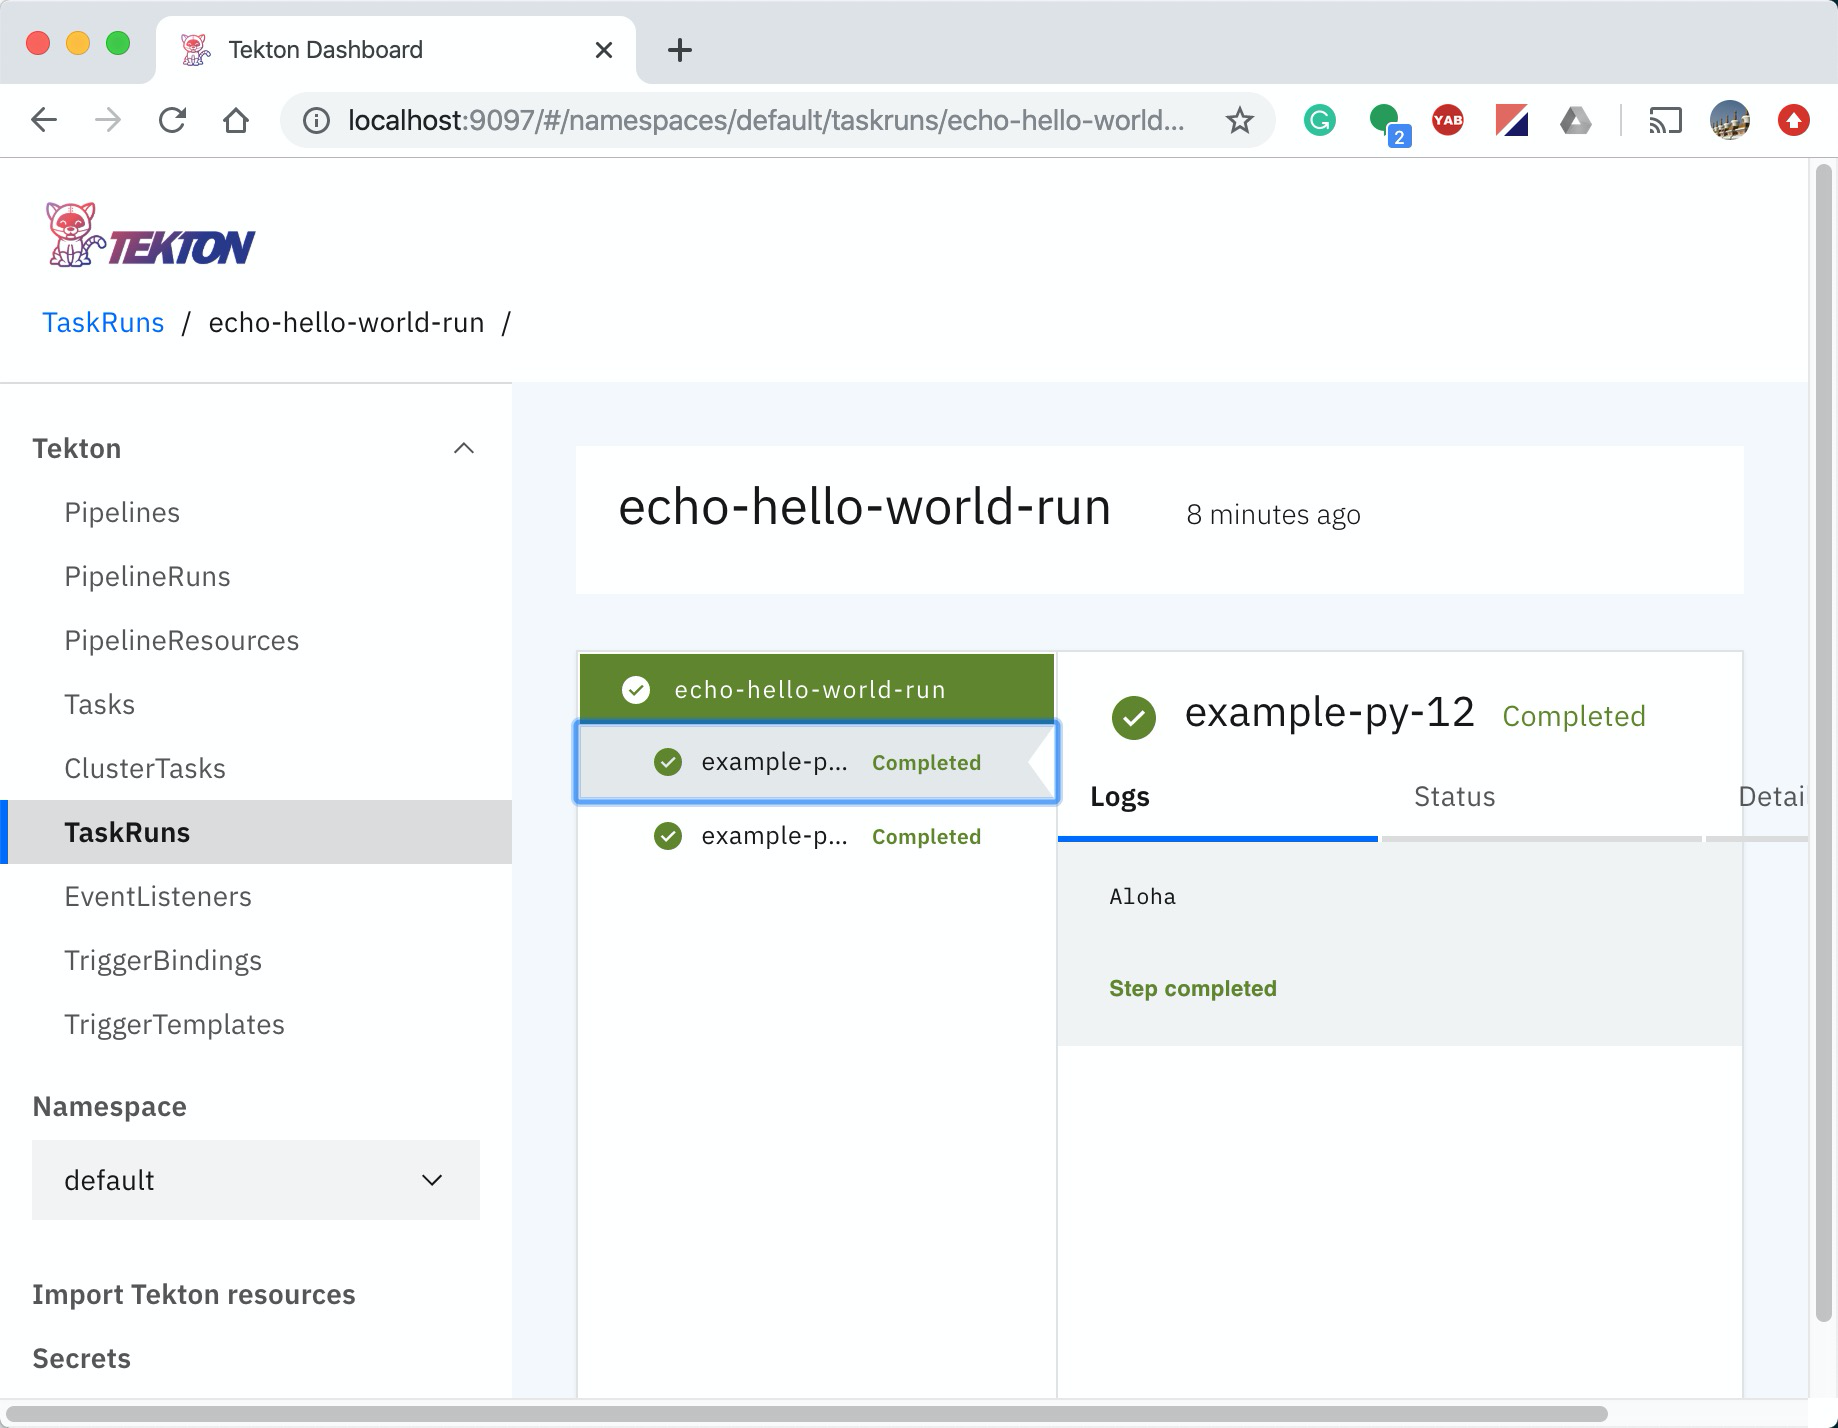 Tekton Dashboard
localhost:9097/#/namespaces/default/taskruns/echo-hello-world...
2
YAB
TEKTON
TaskRuns / echo-hello-world-run /
Tekton
Pipelines
PipelineRuns
PipelineResources
Tasks
ClusterTasks
TaskRuns
EventListeners
TriggerBindings
TriggerTemplates
Namespace
default
Import Tekton resources
Secrets
echo-hello-world-run 8 minutes ago
echo-hello-world-run
example-p... Completed
example-p... Completed
example-py-12 Completed
Logs Status Detai
Aloha
Step completed